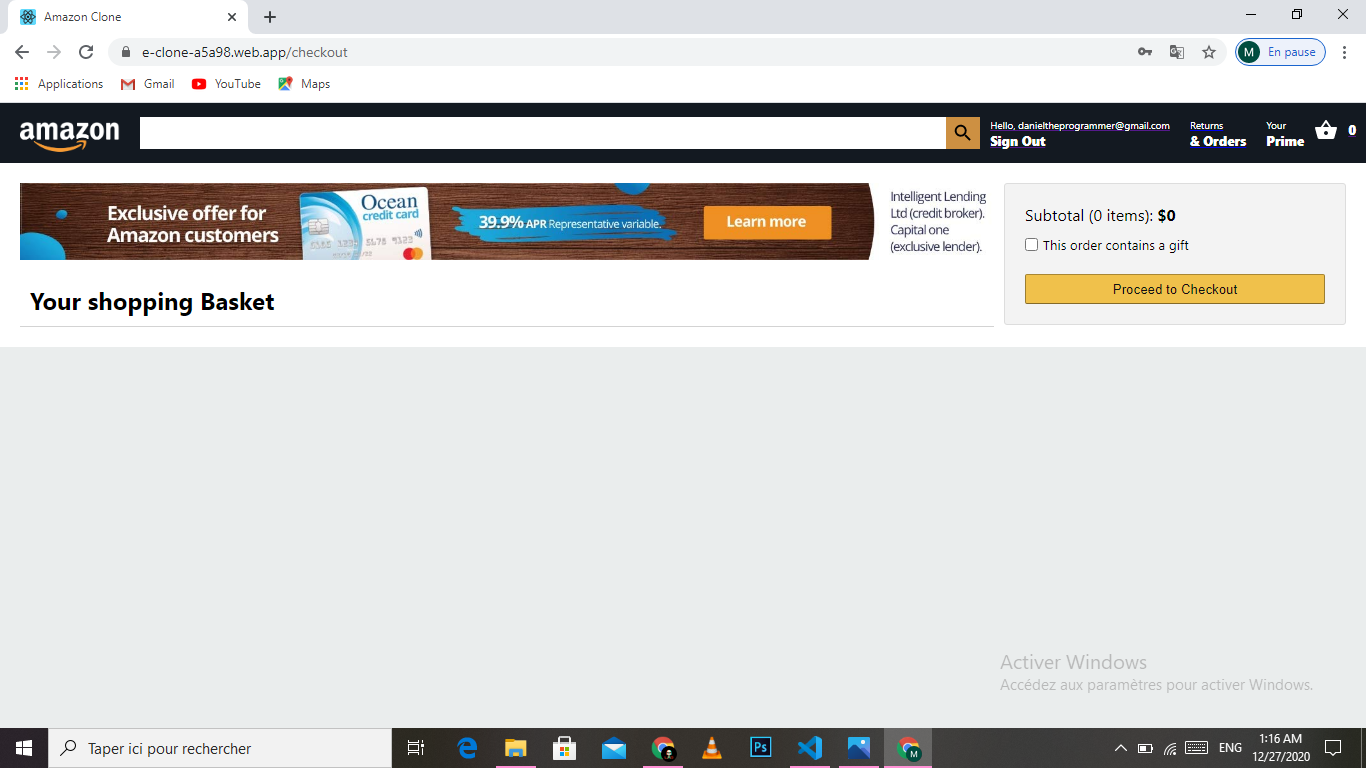 Amazon Clone
e-clone-a5a98.web.app/checkout
M En pause
Applications Gmail YouTube Maps
amazon
Hello, danieltheprogrammer@gmail.com
Sign Out
Returns
& Orders
Your
Prime
0
Exclusive offer for
Amazon customers
Ocean
credit card
39.9% APR Representative variable.
Learn more
Intelligent Lending
Ltd (credit broker).
Capital one
(exclusive lender).
Subtotal (0 items): $0
This order contains a gift
Proceed to Checkout
Your shopping Basket
Activer Windows
Accédez aux paramètres pour activer Windows.
Taper ici pour rechercher
Ps
M
ENG
1:16 AM
12/27/2020